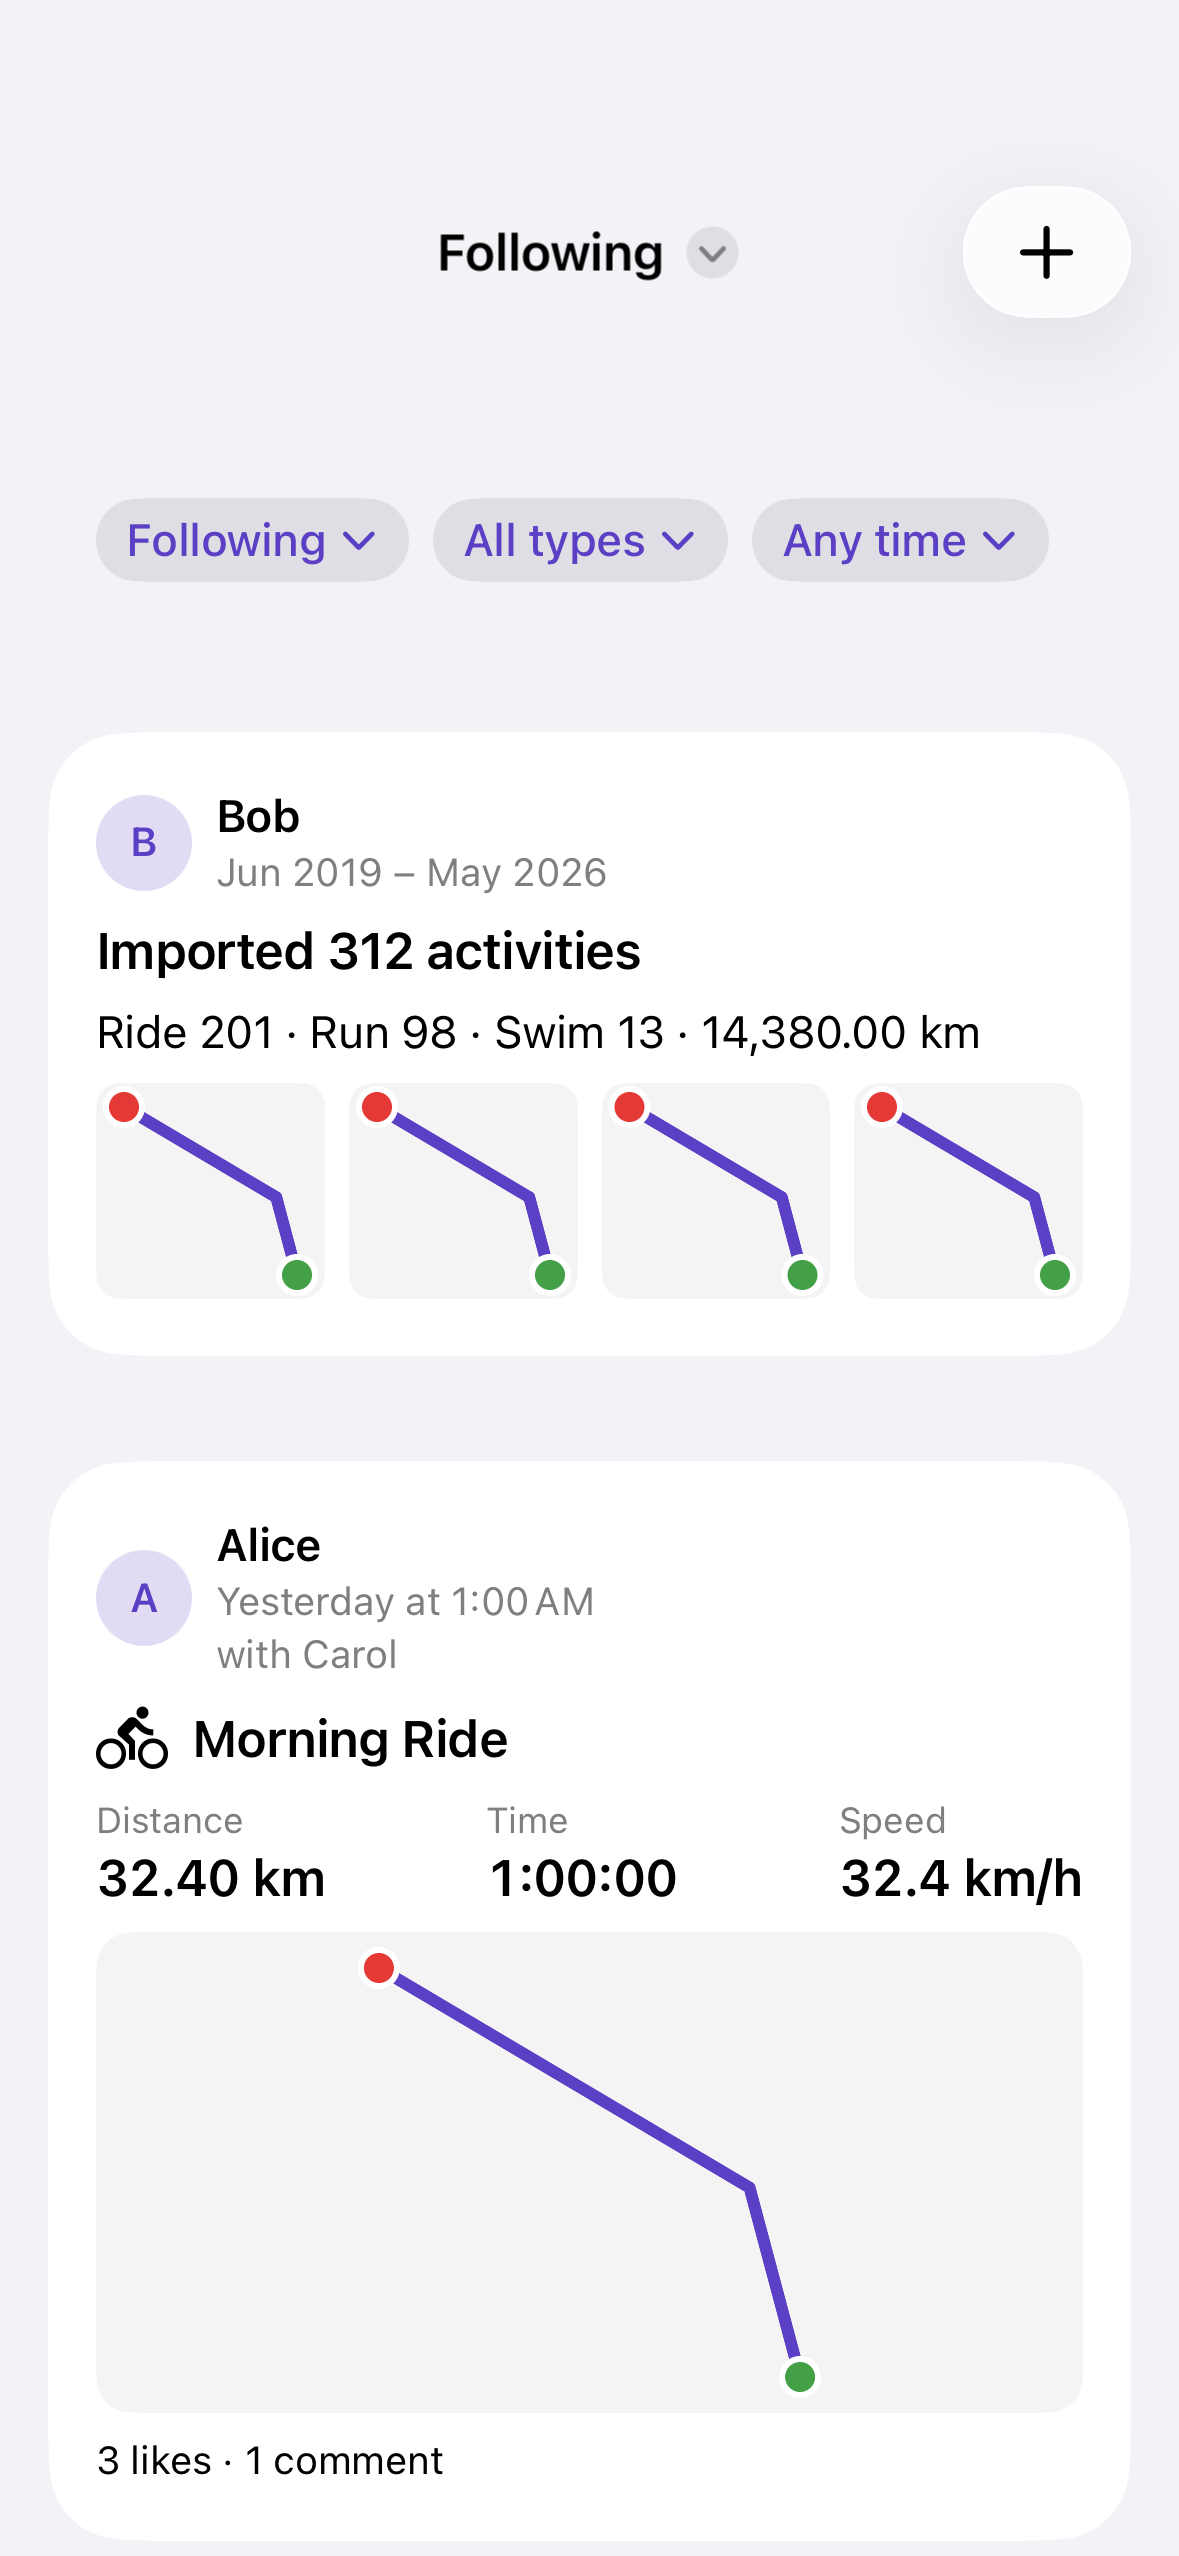 Following
Following
All types
Any time
B
Bob
Jun 2019 – May 2026
Imported 312 activities
Ride 201 · Run 98 · Swim 13 · 14,380.00 km
A
Alice
Yesterday at 1:00 AM
with Carol
Morning Ride
Distance Time Speed
32.40 km 1:00:00 32.4 km/h
3 likes · 1 comment